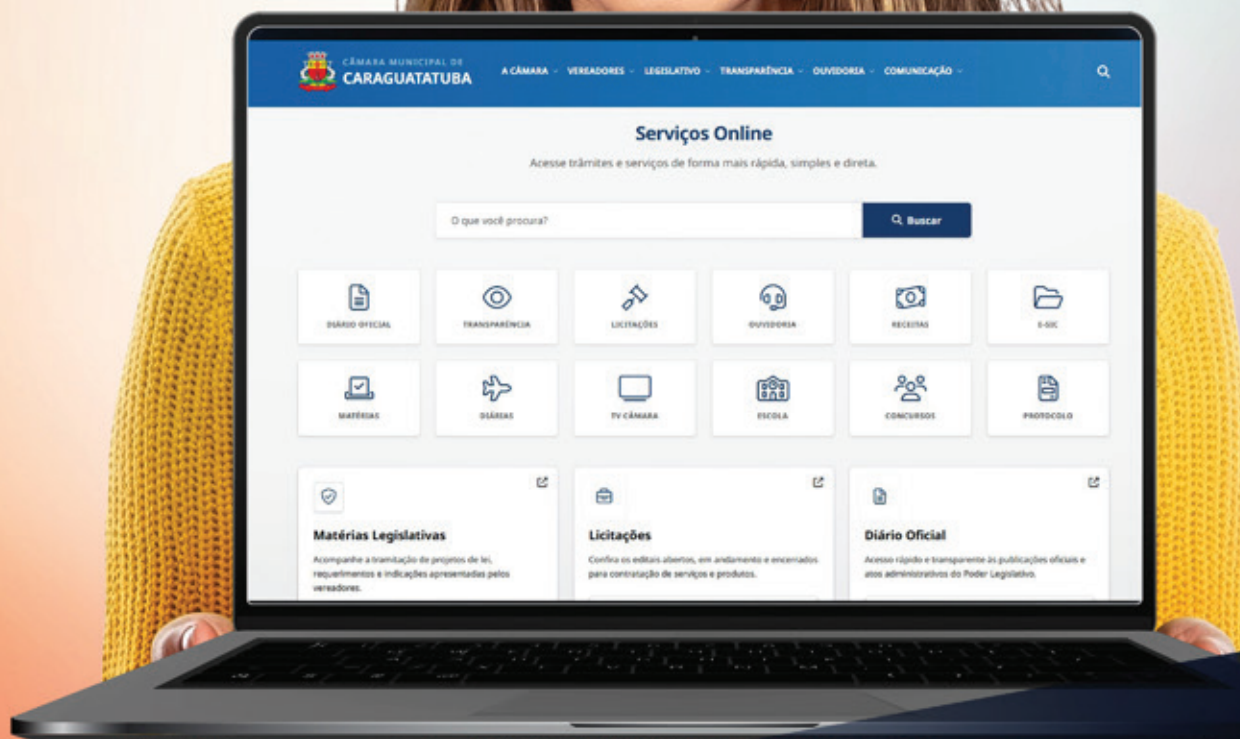 CÂMARA MUNICIPAL DE
CARAGUATATUBA
A CÂMARA
VEREADORES
LEGISLATIVO
TRANSPARÊNCIA
OUVIDORIA
COMUNICAÇÃO
Serviços Online
Acesse trâmites e serviços de forma mais rápida, simples e direta.
O que você procura?
Buscar
DIÁRIO OFICIAL
TRANSPARÊNCIA
LICITAÇÕES
OUVIDORIA
RECEITAS
E-SIC
MATÉRIAS
DIÁRIAS
TV CÂMARA
ESCOLA
CONCURSOS
PROTOCOLO
Matérias Legislativas
Acompanhe a tramitação de projetos de lei,
requerimentos e indicações apresentadas pelos
vereadores.
Licitações
Confira os editais abertos, em andamento e encerrados
para contratação de serviços e produtos.
Diário Oficial
Acesso rápido e transparente às publicações oficiais e
atos administrativos do Poder Legislativo.